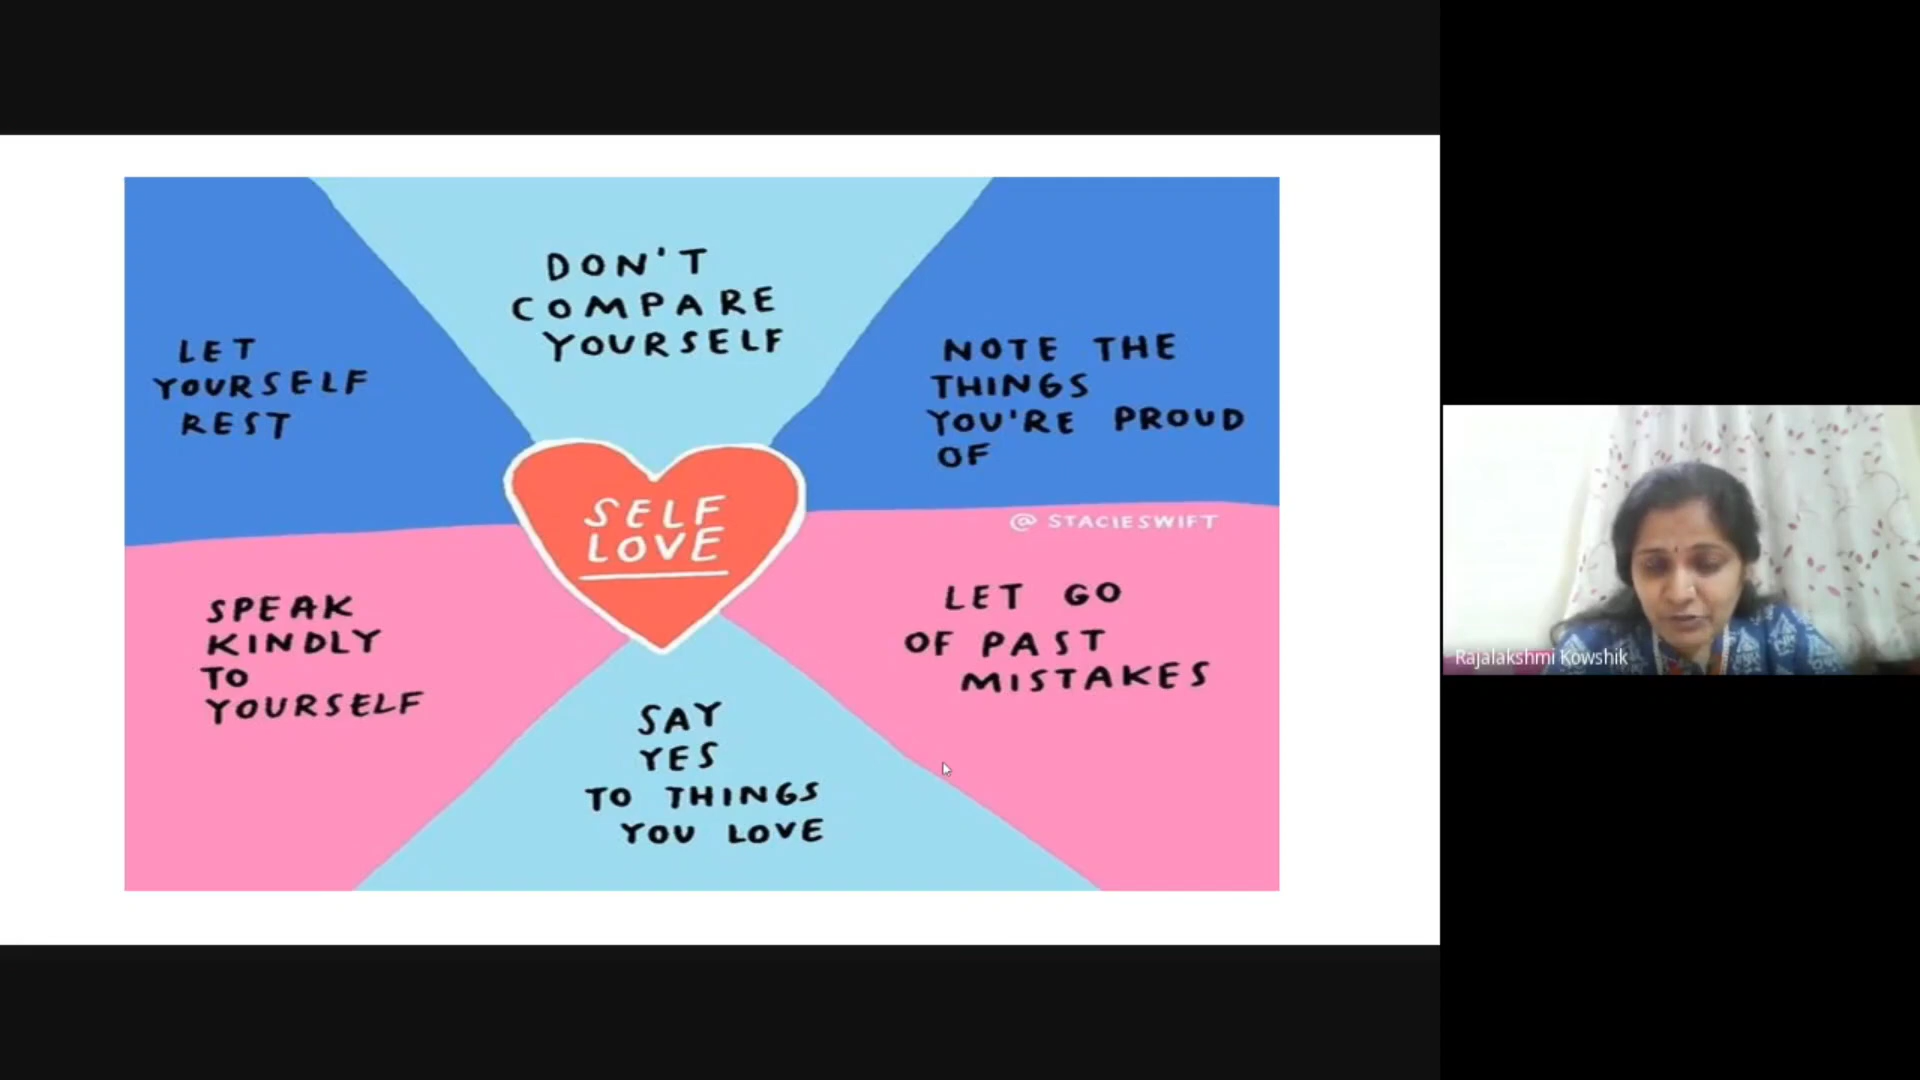 DON'T
COMPARE
YOURSELF
LET
YOURSELF
REST
NOTE THE
THINGS
YOU'RE PROUD
OF
SELF
LOVE
@STACIESWIFT
SPEAK
KINDLY
TO
YOURSELF
LET GO
OF PAST
MISTAKES
SAY
YES
TO THINGS
YOU LOVE
Rajalakshmi Kowshik